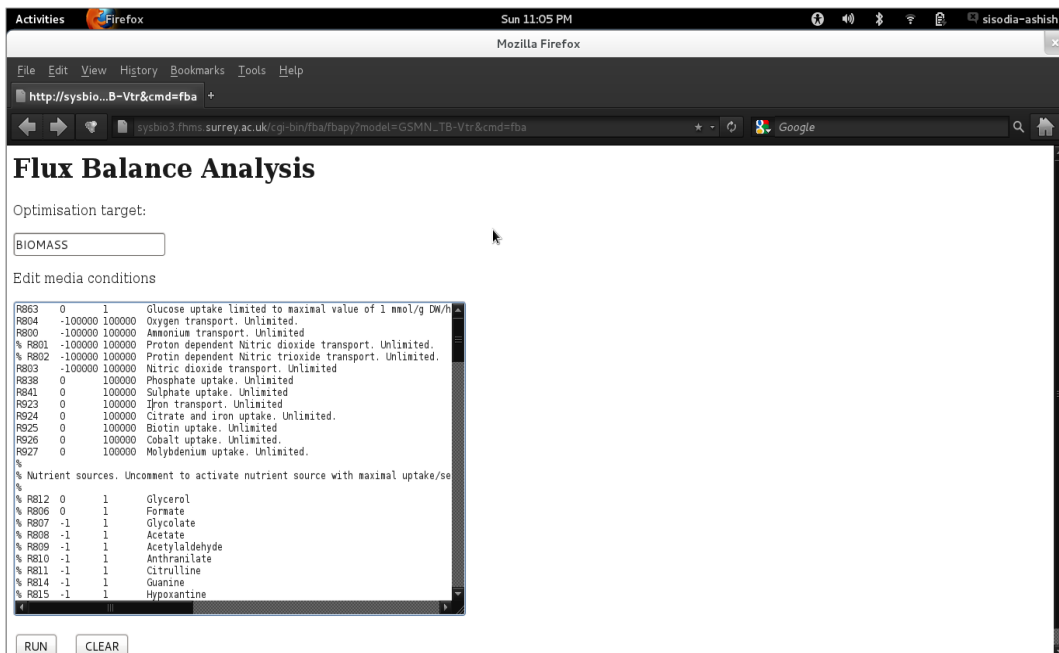 Activities Firefox Sun 11:05 PM sisodia-ashish
Mozilla Firefox
File Edit View History Bookmarks Tools Help
http://sysbio...B-Vtr&cmd=fba +
sysbio3.fhms.surrey.ac.uk/cgi-bin/fba/fbapy?model=GSMN_TB-Vtr&cmd=fba Google
Flux Balance Analysis
Optimisation target:
BIOMASS
Edit media conditions
R863 0 1 Glucose uptake limited to maximal value of 1 mmol/g DW/h
R804 -100000 100000 Oxygen transport. Unlimited.
R800 -100000 100000 Ammonium transport. Unlimited
% R801 -100000 100000 Proton dependent Nitric dioxide transport. Unlimited.
% R802 -100000 100000 Protin dependent Nitric trioxide transport. Unlimited.
R803 -100000 100000 Nitric dioxide transport. Unlimited
R838 0 100000 Phosphate uptake. Unlimited
R841 0 100000 Sulphate uptake. Unlimited
R923 0 100000 Iron transport. Unlimited
R924 0 100000 Citrate and iron uptake. Unlimited.
R925 0 100000 Biotin uptake. Unlimited
R926 0 100000 Cobalt uptake. Unlimited.
R927 0 100000 Molybdenium uptake. Unlimited.
%
% Nutrient sources. Uncomment to activate nutrient source with maximal uptake/se
%
% R812 0 1 Glycerol
% R806 0 1 Formate
% R807 -1 1 Glycolate
% R808 -1 1 Acetate
% R809 -1 1 Acetylaldehyde
% R810 -1 1 Anthranilate
% R811 -1 1 Citrulline
% R814 -1 1 Guanine
% R815 -1 1 Hypoxantine
RUN CLEAR